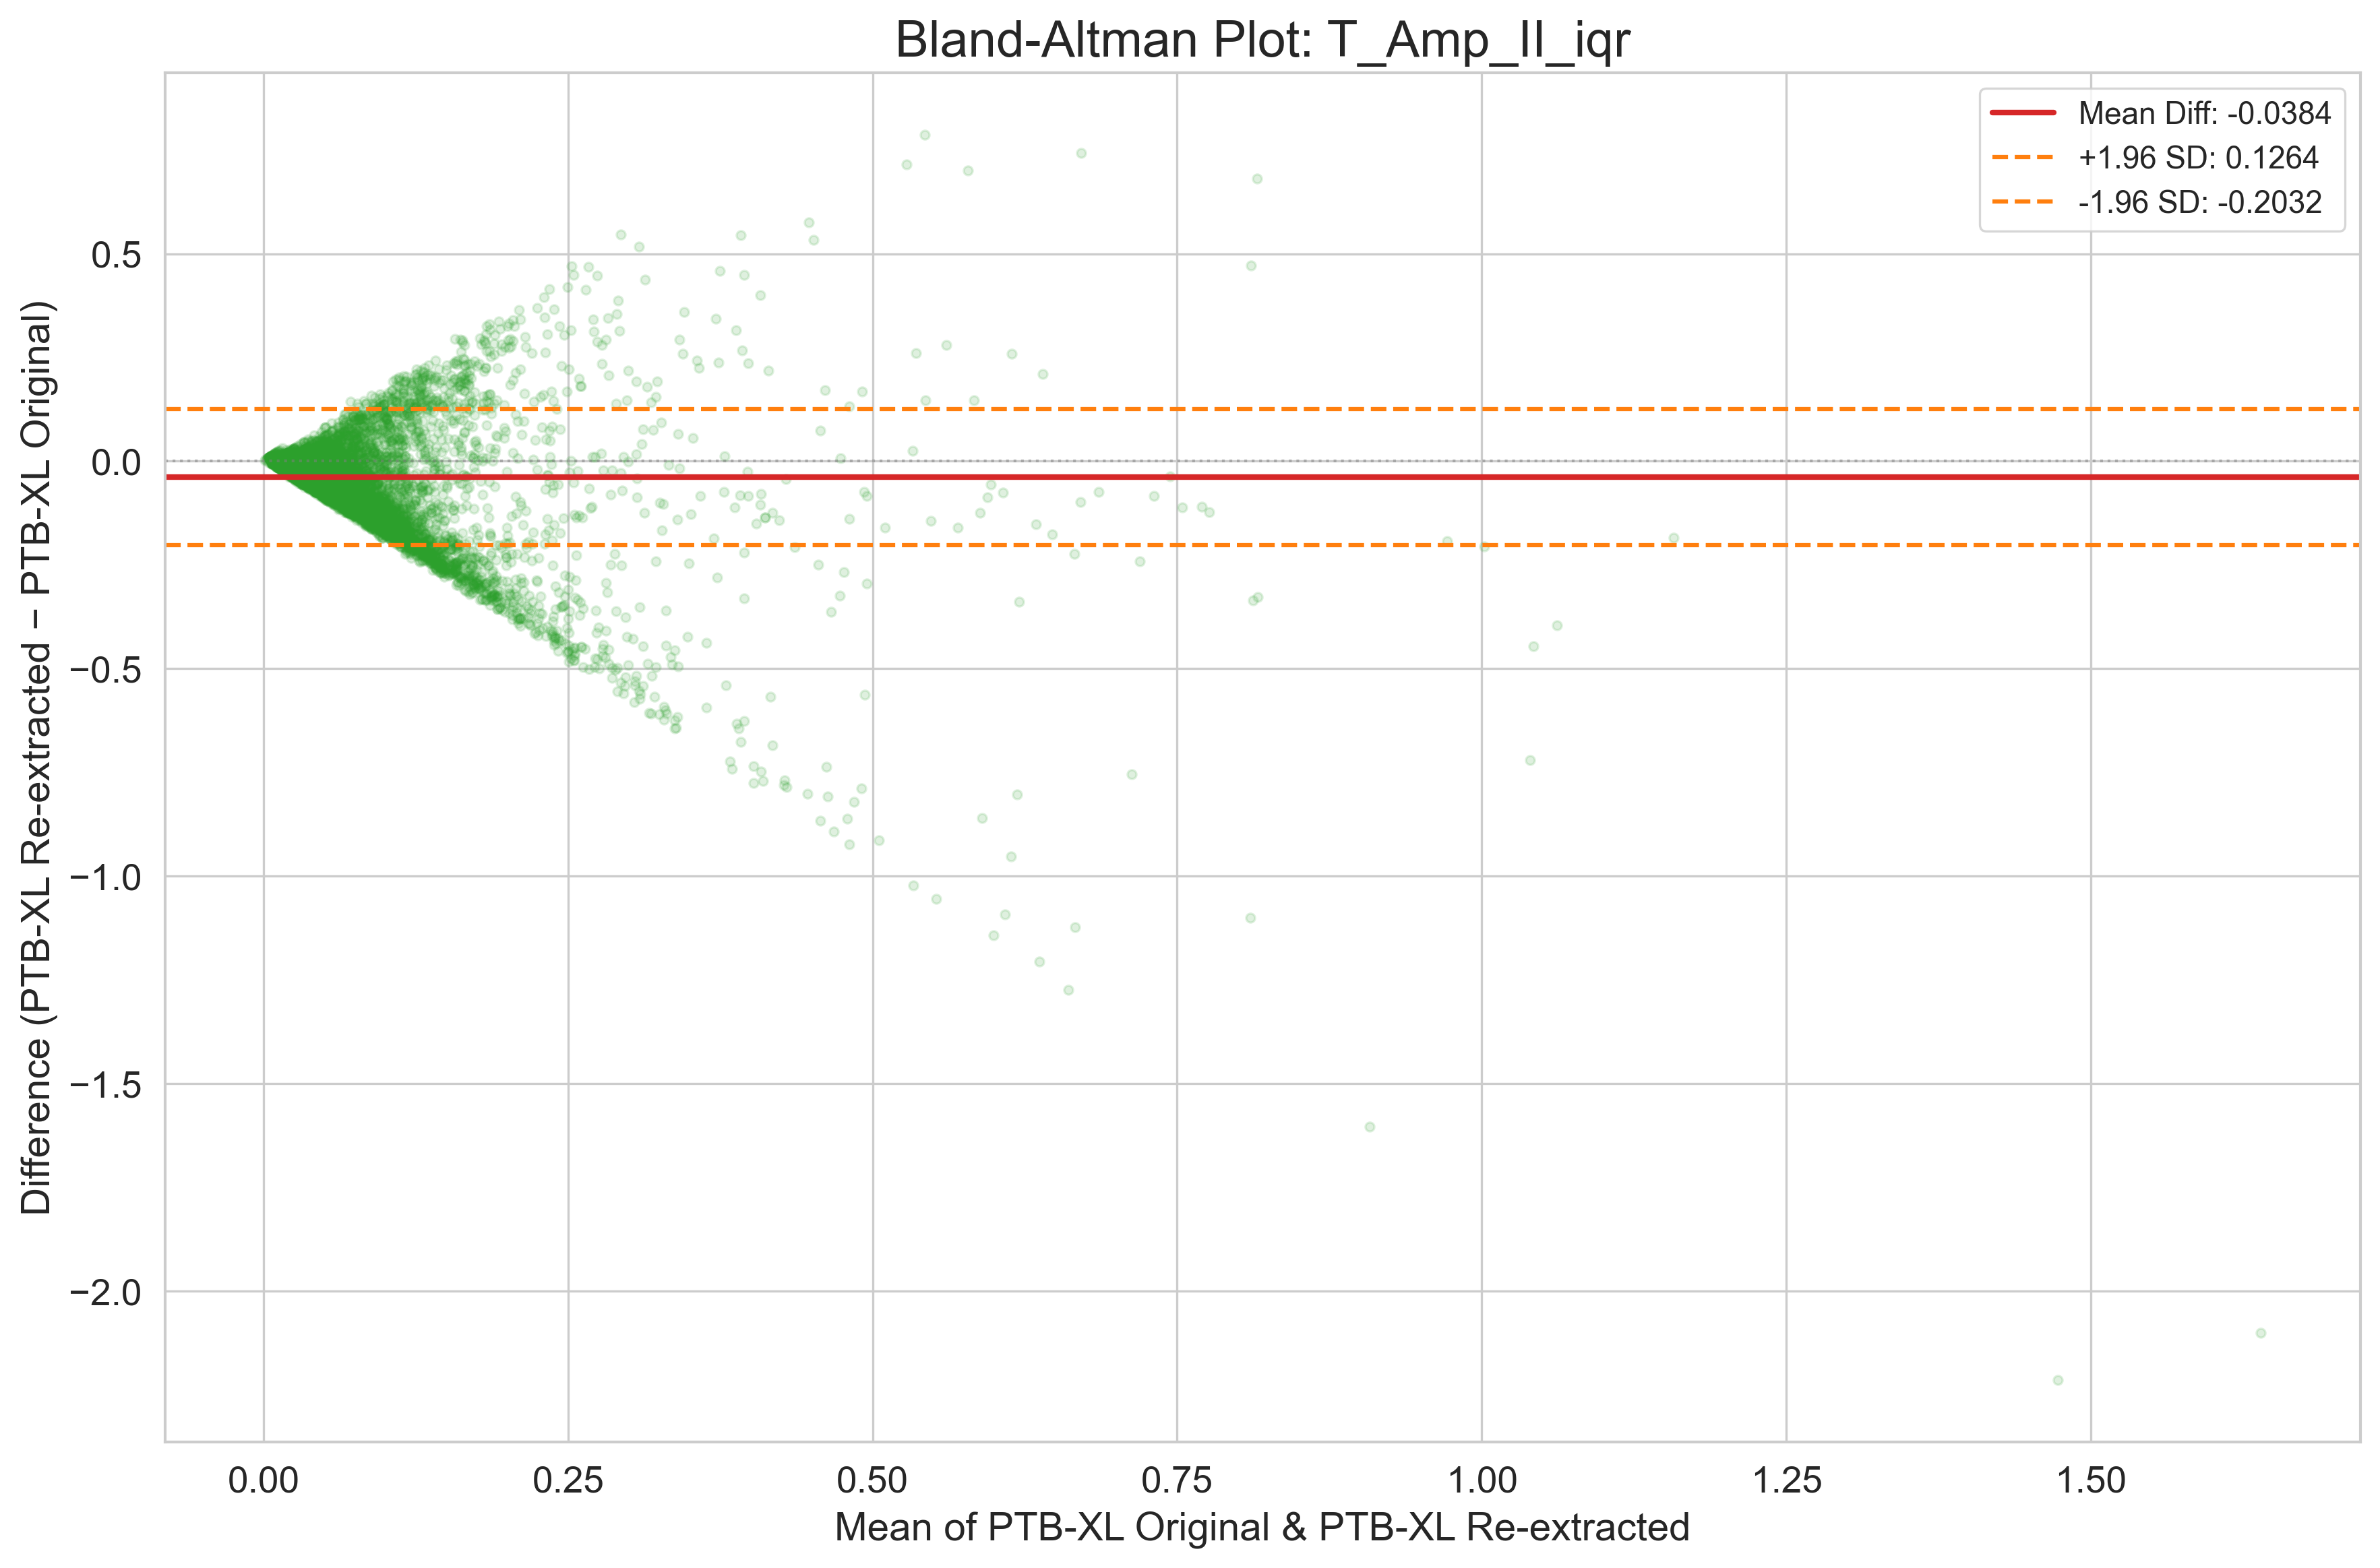 Bland-Altman Plot: T_Amp_II_iqr
Mean Diff: -0.0384
+1.96 SD: 0.1264
-1.96 SD: -0.2032
Difference (PTB-XL Re-extracted − PTB-XL Original)
0.5
0.0
−0.5
−1.0
−1.5
−2.0
0.00
0.25
0.50
0.75
1.00
1.25
1.50
Mean of PTB-XL Original & PTB-XL Re-extracted